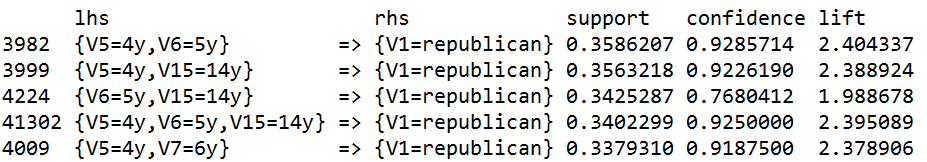 lhs rhs support confidence lift
3982 {V5=4y,V6=5y} => {V1=republican} 0.3586207 0.9285714 2.404337
3999 {V5=4y,V15=14y} => {V1=republican} 0.3563218 0.9226190 2.388924
4224 {V6=5y,V15=14y} => {V1=republican} 0.3425287 0.7680412 1.988678
41302 {V5=4y,V6=5y,V15=14y} => {V1=republican} 0.3402299 0.9250000 2.395089
4009 {V5=4y,V7=6y} => {V1=republican} 0.3379310 0.9187500 2.378906